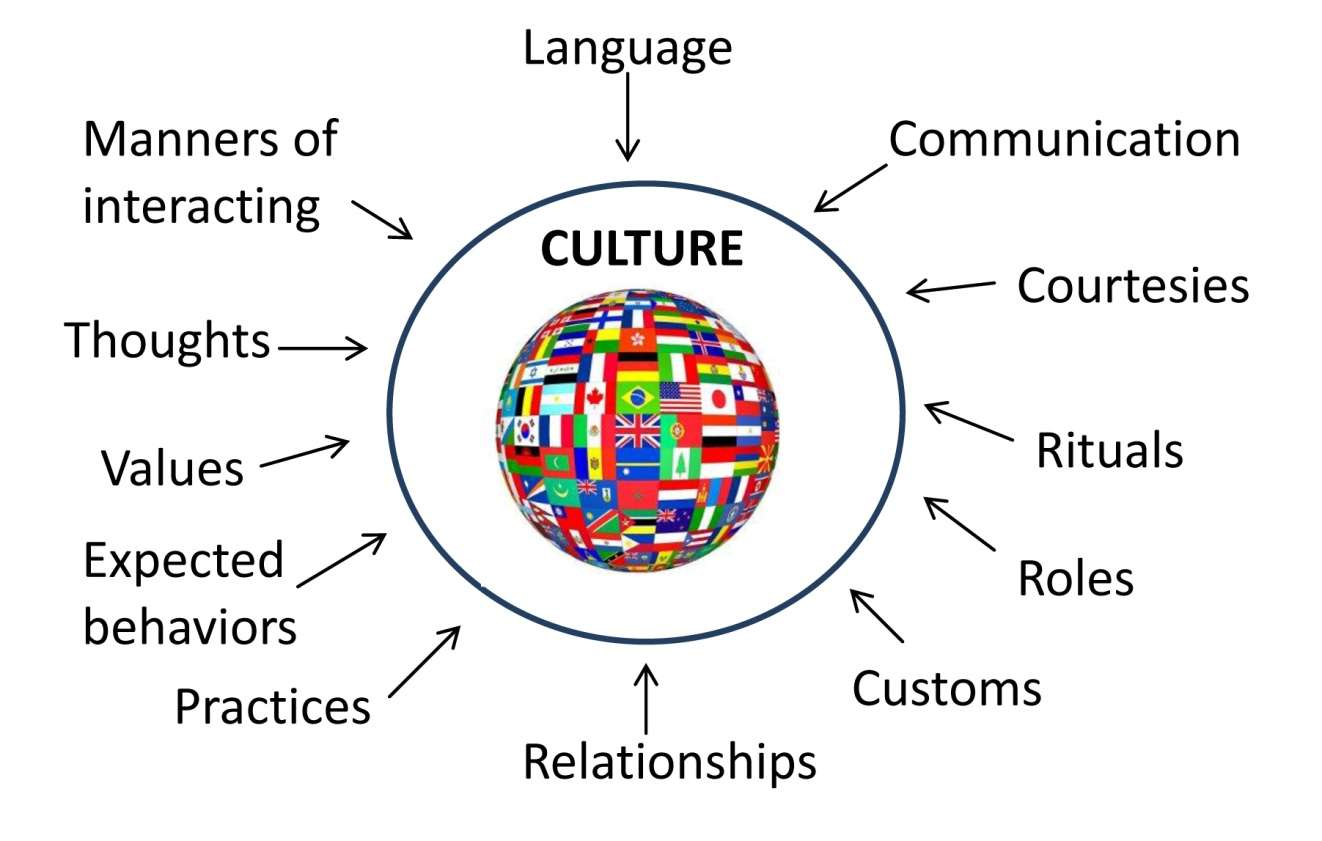 Language
Manners of
interacting
Communication
CULTURE
Courtesies
Thoughts
Values
Rituals
Expected
behaviors
Roles
Practices
Customs
Relationships